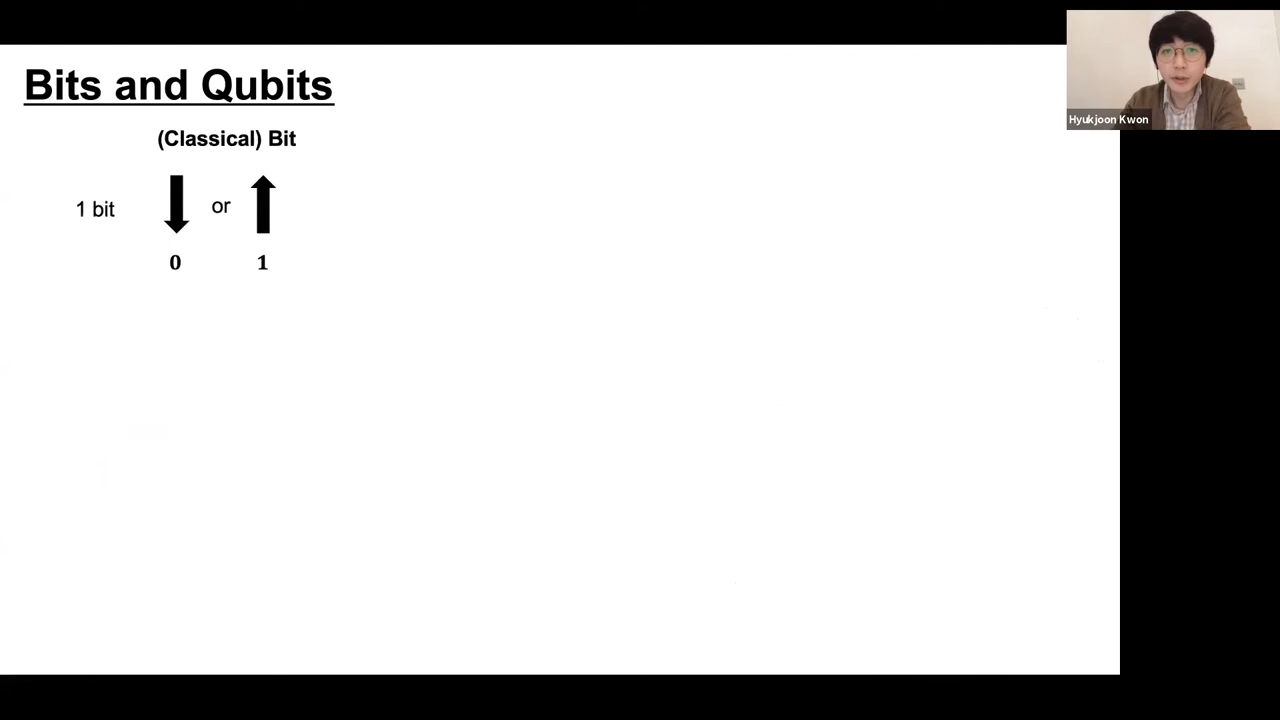 Bits and Qubits
(Classical) Bit
1 bit
or
0
1
Hyukjoon Kwon